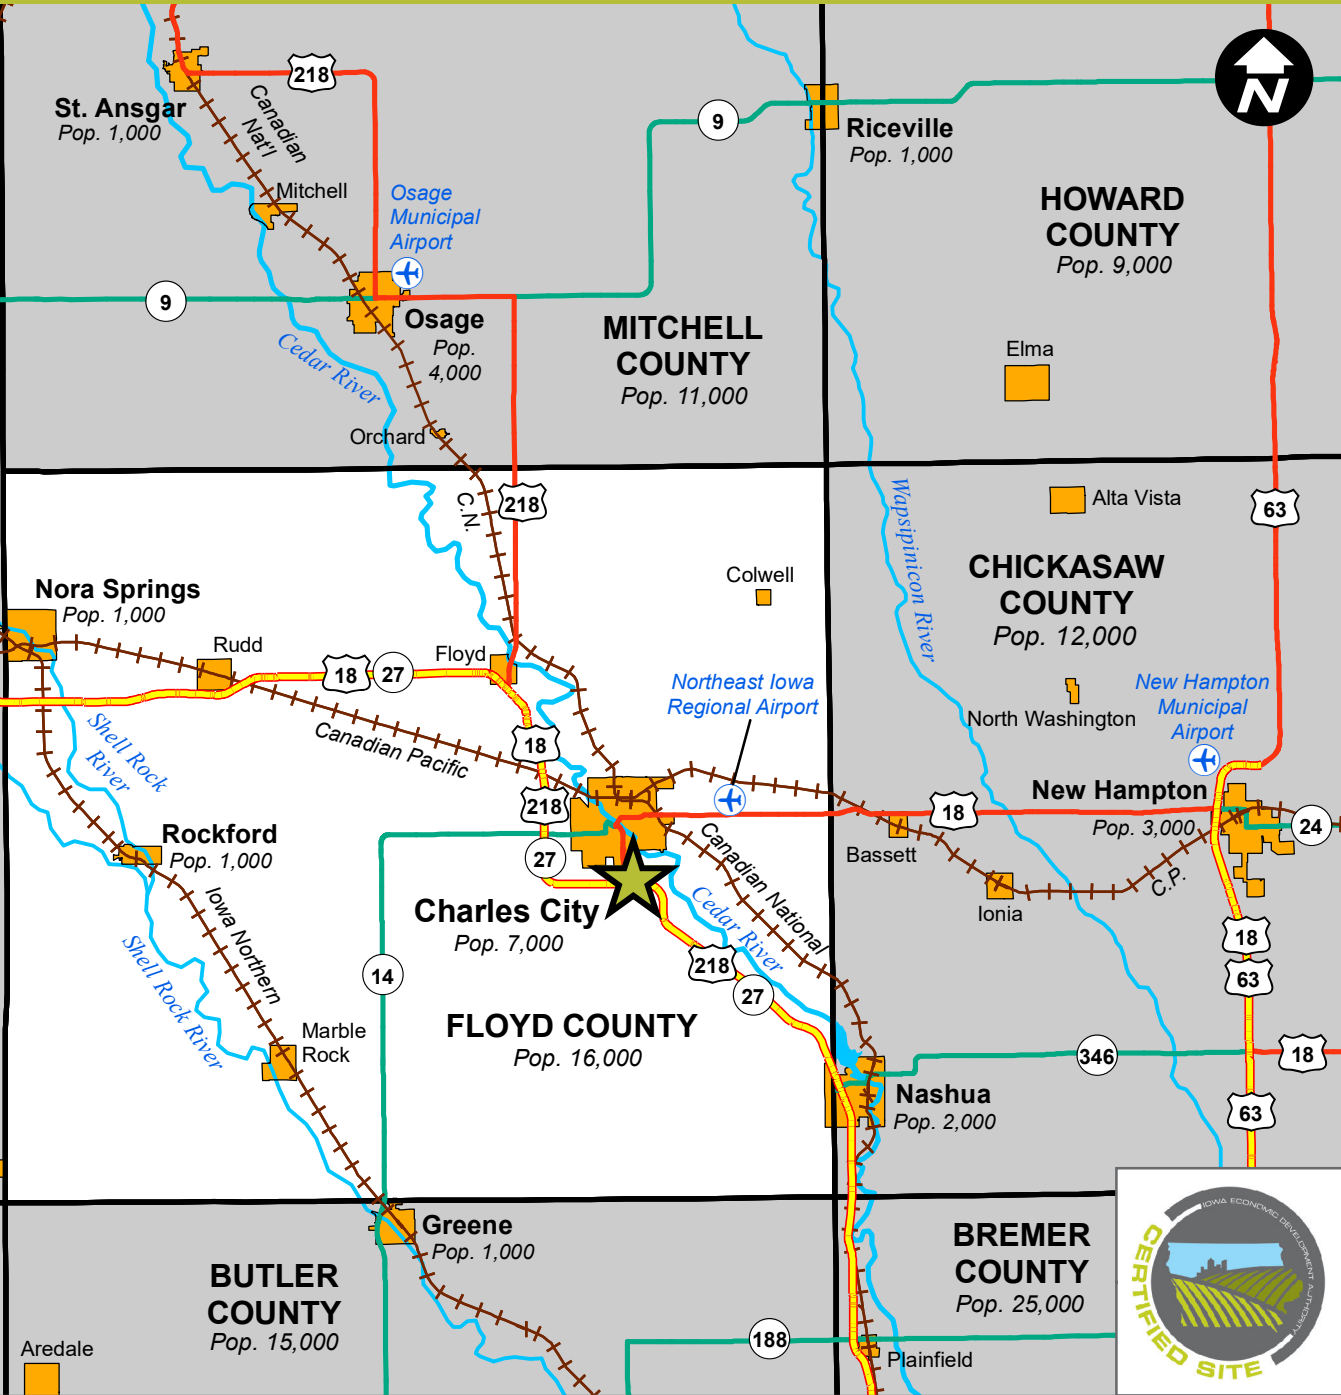 218
St. Ansgar
Pop. 1,000
Canadian
Nat'l
9
Riceville
Pop. 1,000
N
Mitchell
Osage
Municipal
Airport
HOWARD
COUNTY
Pop. 9,000
9
Osage
Pop.
4,000
Cedar River
MITCHELL
COUNTY
Pop. 11,000
Elma
Orchard
C.N.
218
Wapsipinicon River
Alta Vista
63
CHICKASAW
COUNTY
Pop. 12,000
Nora Springs
Pop. 1,000
Colwell
Rudd
18
27
Floyd
Northeast Iowa
Regional Airport
North Washington
New Hampton
Municipal
Airport
Shell Rock
River
Canadian Pacific
18
218
27
New Hampton
Pop. 3,000
18
24
Rockford
Pop. 1,000
Bassett
Ionia
C.P.
Canadian National
Iowa Northern
Charles City
Pop. 7,000
Cedar River
Shell Rock River
14
218
27
18
63
FLOYD COUNTY
Pop. 16,000
Marble
Rock
346
18
63
Nashua
Pop. 2,000
Greene
Pop. 1,000
BUTLER
COUNTY
Pop. 15,000
BREMER
COUNTY
Pop. 25,000
188
Aredale
Plainfield
IOWA ECONOMIC DEVELOPMENT AUTHORITY
CERTIFIED SITE